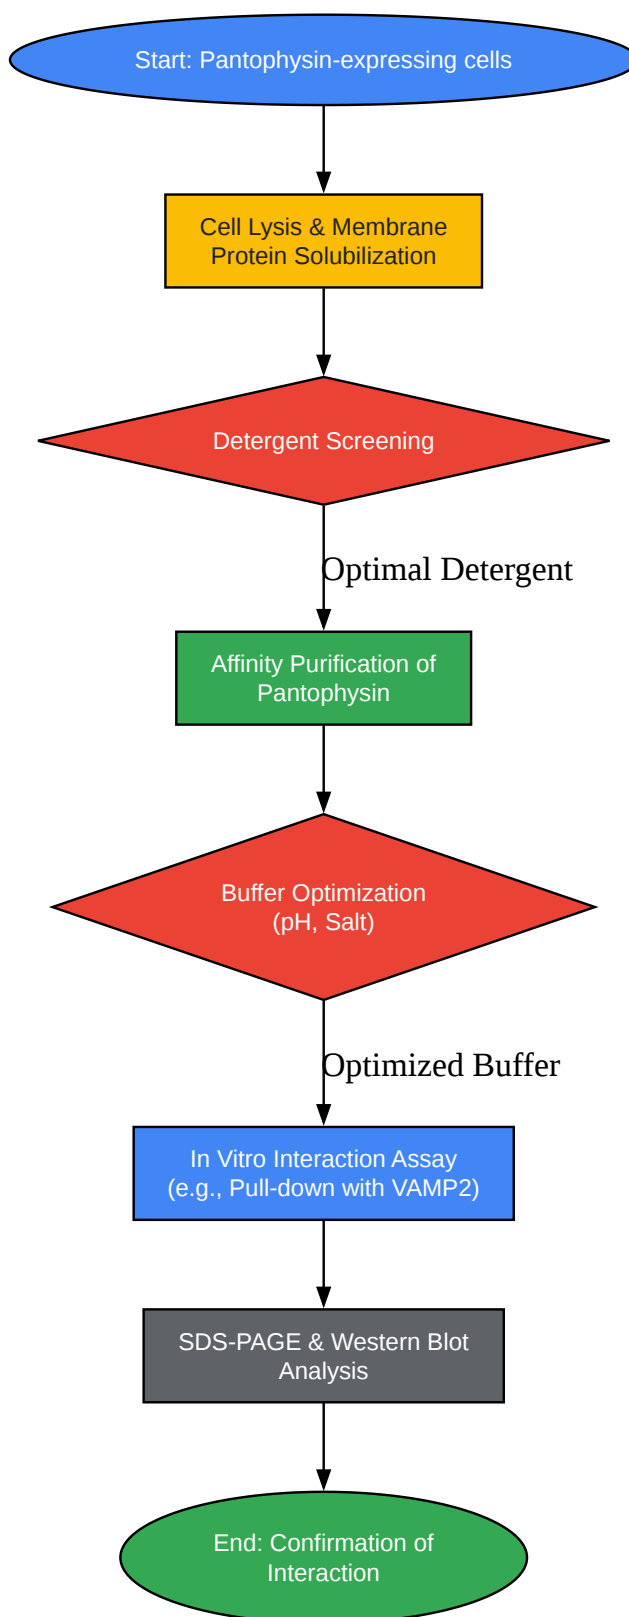 Start: Pantophysin-expressing cells
Cell Lysis & Membrane
Protein Solubilization
Detergent Screening
Optimal Detergent
Affinity Purification of
Pantophysin
Buffer Optimization
(pH, Salt)
Optimized Buffer
In Vitro Interaction Assay
(e.g., Pull-down with VAMP2)
SDS-PAGE & Western Blot
Analysis
End: Confirmation of
Interaction